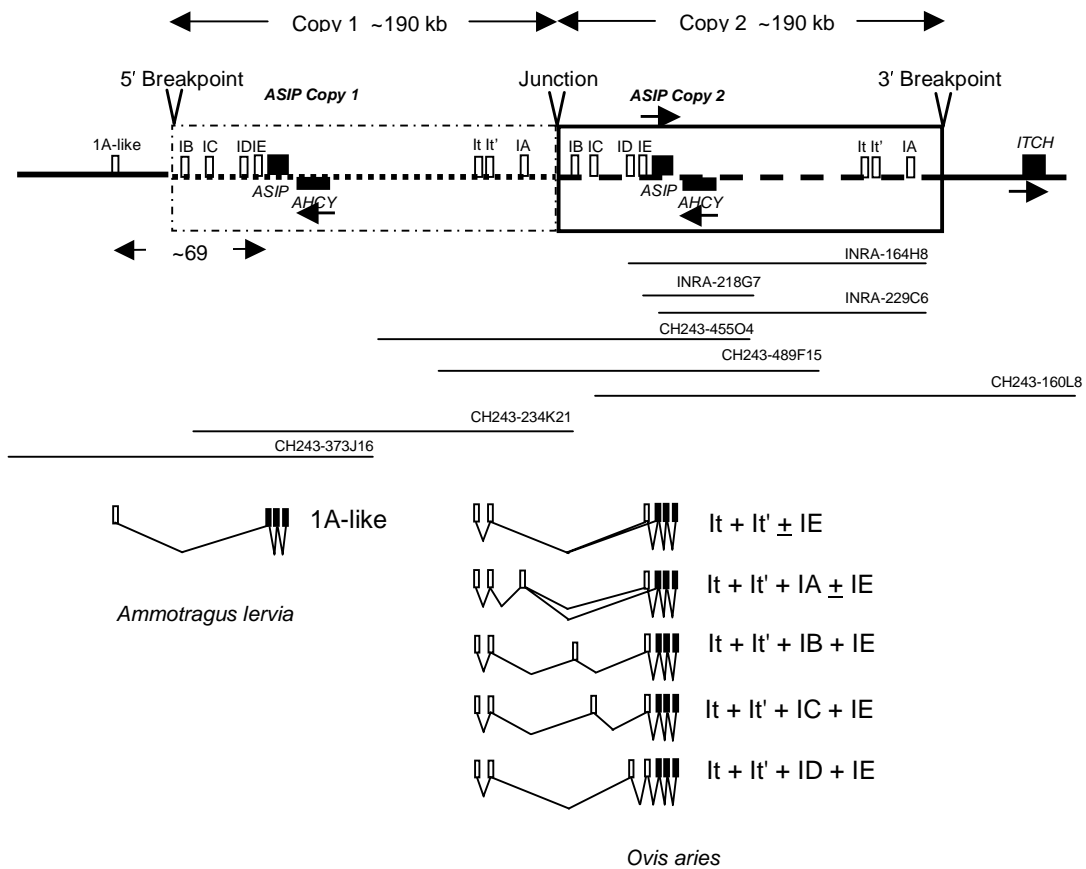 Copy 1 ~190 kb
Copy 2 ~190 kb
5' Breakpoint
Junction
3' Breakpoint
ASIP Copy 1
ASIP Copy 2
1A-like
IB IC IDIE It It' IA
IB IC ID IE It It' IA
ITCH
ASIP
AHCY
ASIP
AHCY
~69
INRA-164H8
INRA-218G7
INRA-229C6
CH243-455O4
CH243-489F15
CH243-160L8
CH243-234K21
CH243-373J16
1A-like
It + It' ± IE
It + It' + IA ± IE
Ammotragus lervia
It + It' + IB + IE
It + It' + IC + IE
It + It' + ID + IE
Ovis aries